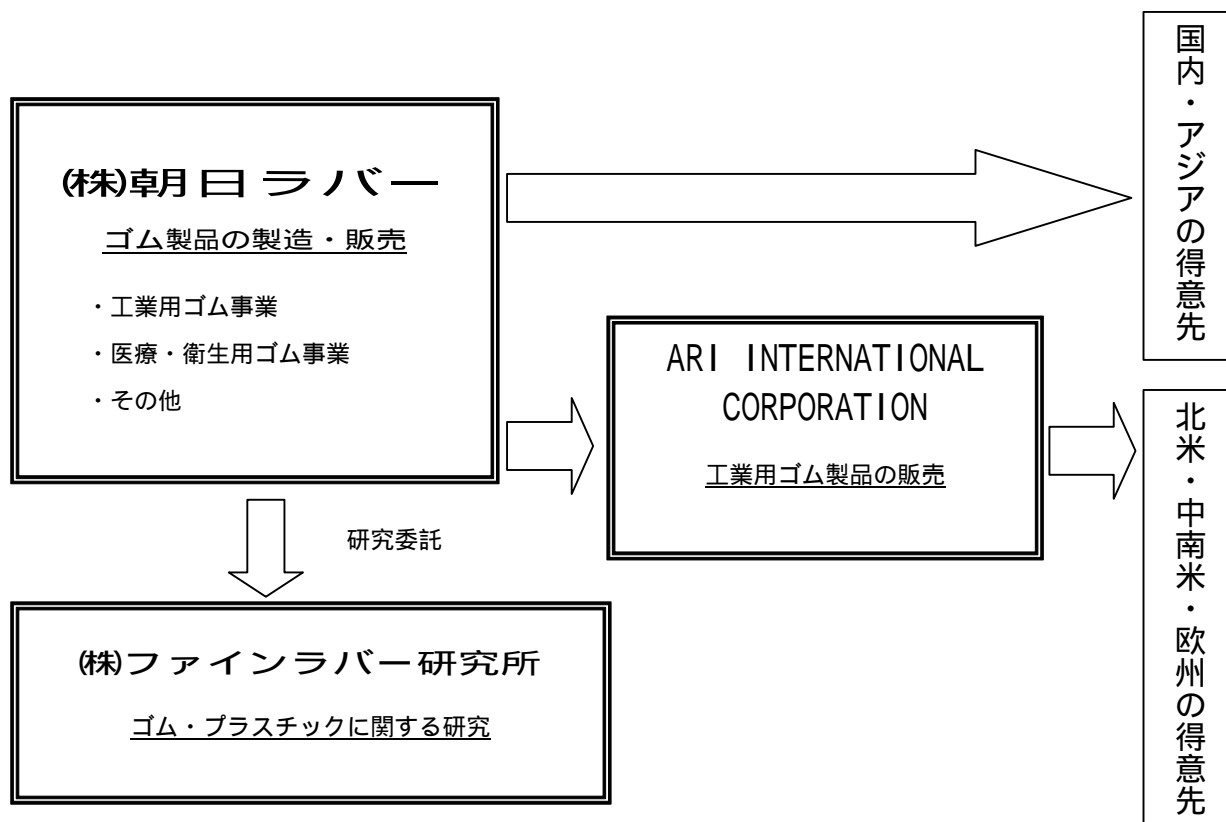 ㈱朝日ラバー
ゴム製品の製造・販売
・工業用ゴム事業
・医療・衛生用ゴム事業
・その他
国内・アジアの得意先
ARI INTERNATIONAL
CORPORATION
工業用ゴム製品の販売
北米・中南米・欧州の得意先
研究委託
㈱ファインラバー研究所
ゴム・プラスチックに関する研究